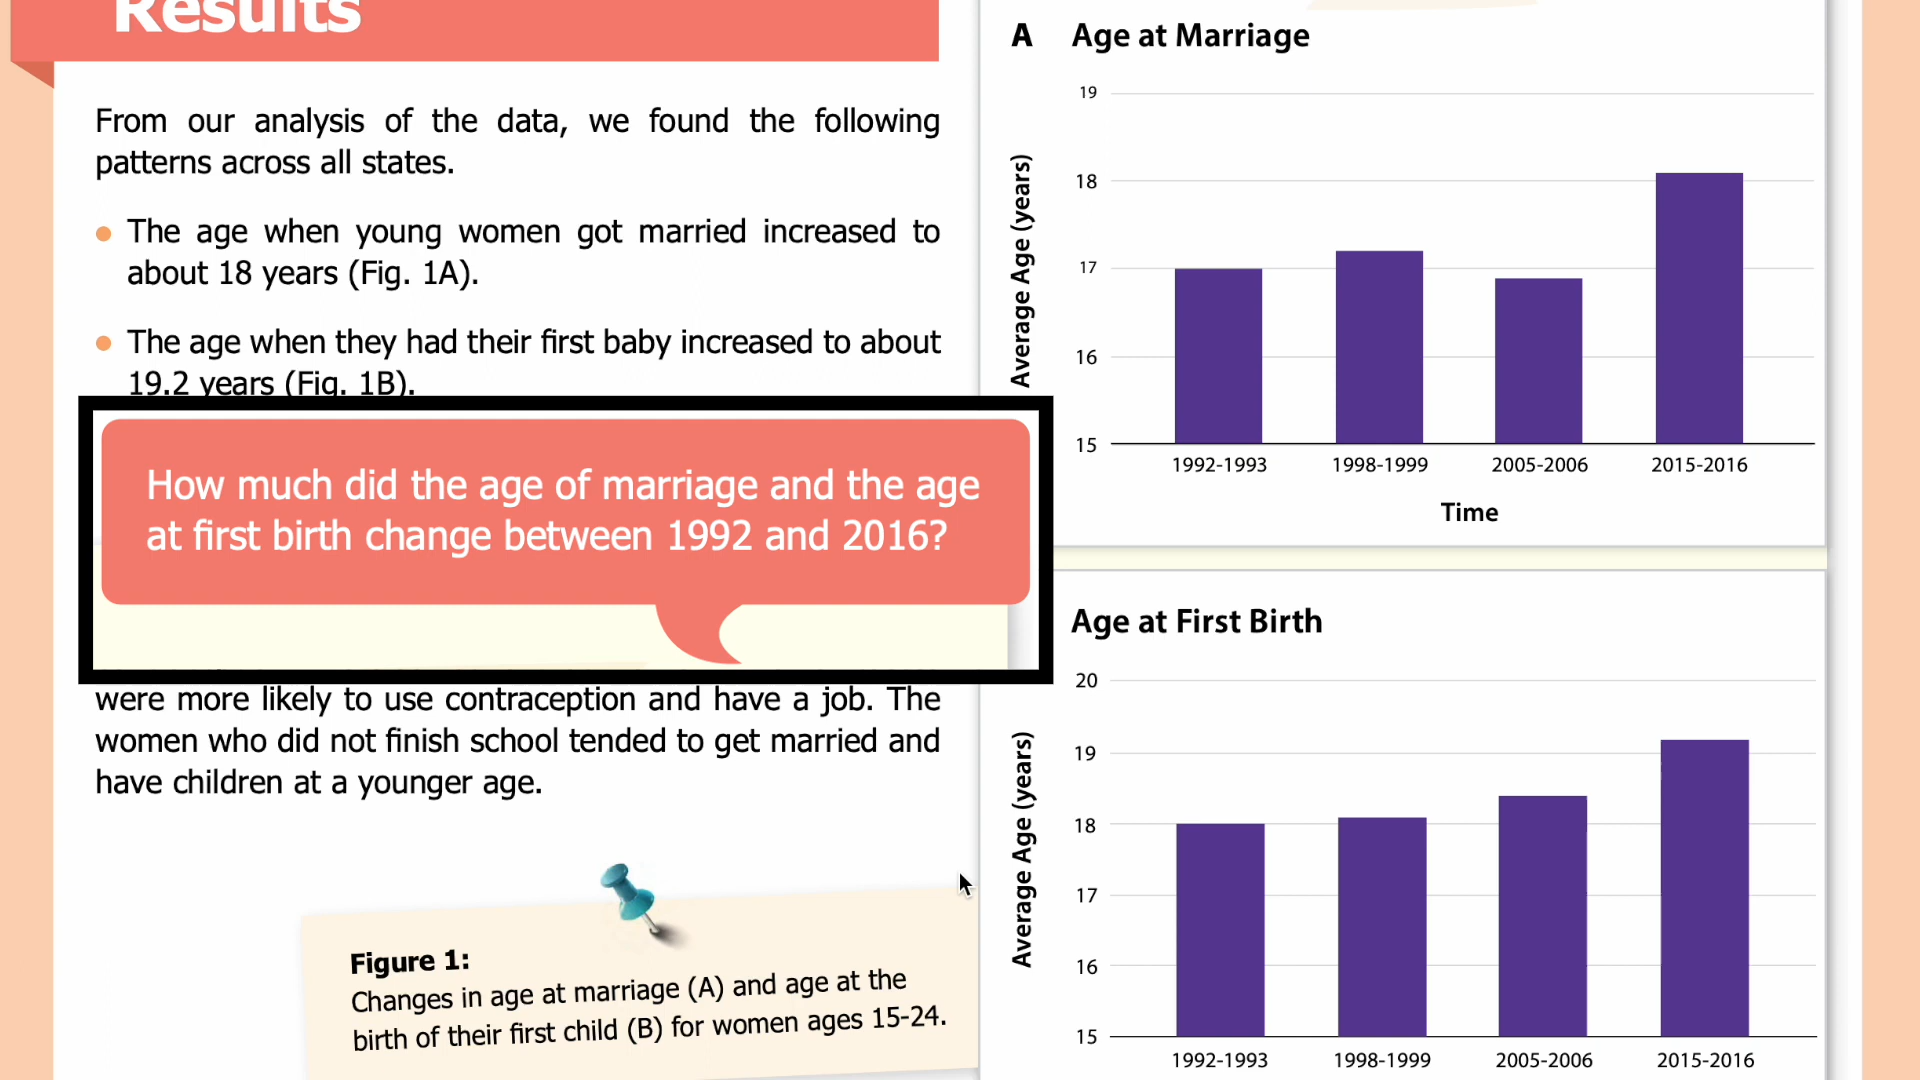 Results
From our analysis of the data, we found the following
patterns across all states.
The age when young women got married increased to
about 18 years (Fig. 1A).
The age when they had their first baby increased to about
19.2 years (Fig. 1B).
How much did the age of marriage and the age
at first birth change between 1992 and 2016?
were more likely to use contraception and have a job. The
women who did not finish school tended to get married and
have children at a younger age.
Figure 1:
Changes in age at marriage (A) and age at the
birth of their first child (B) for women ages 15-24.
A Age at Marriage
Average Age (years)
19
18
17
16
15
1992-1993 1998-1999 2005-2006 2015-2016
Time
Age at First Birth
Average Age (years)
20
19
18
17
16
15
1992-1993 1998-1999 2005-2006 2015-2016